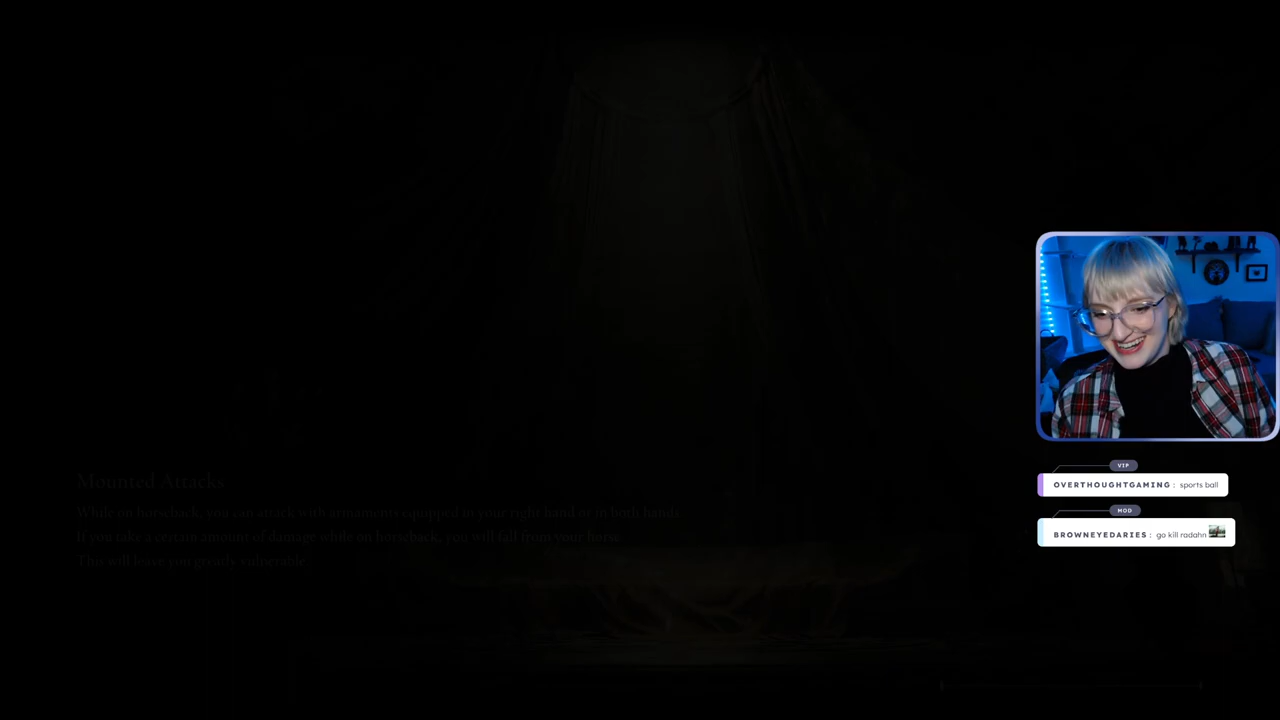 Mounted Attacks
While on horseback, you can attack with armaments equipped in your right hand or in both hands.
If you take a certain amount of damage while on horseback, you will fall from your horse.
This will leave you greatly vulnerable.
VIP
OVERTHOUGHTGAMING : sports ball
MOD
BROWNEYEDARIES : go kill radahn